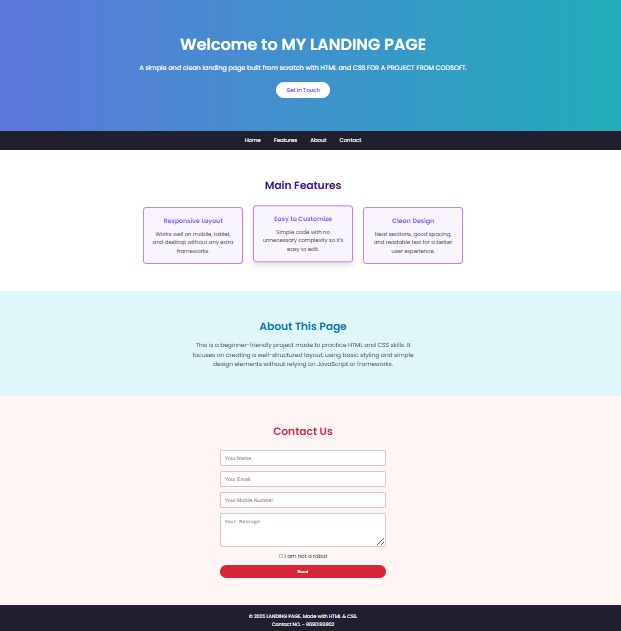 Welcome to MY LANDING PAGE
A simple and clean landing page built from scratch with HTML and CSS FOR A PROJECT FROM CODSOFT.
Get in Touch
Home Features About Contact
Main Features
Responsive Layout
Works well on mobile, tablet,
and desktop without any extra
frameworks.
Easy to Customize
Simple code with no
unnecessary complexity so it's
easy to edit.
Clean Design
Neat sections, good spacing,
and readable text for a better
user experience.
About This Page
This is a beginner-friendly project made to practice HTML and CSS skills. It
focuses on creating a well-structured layout, using basic styling and simple
design elements without relying on JavaScript or frameworks.
Contact Us
Your Name
Your Email
Your Mobile Number
Your Message
I am not a robot
Send
© 2025 LANDING PAGE. Made with HTML & CSS.
Contact NO. -